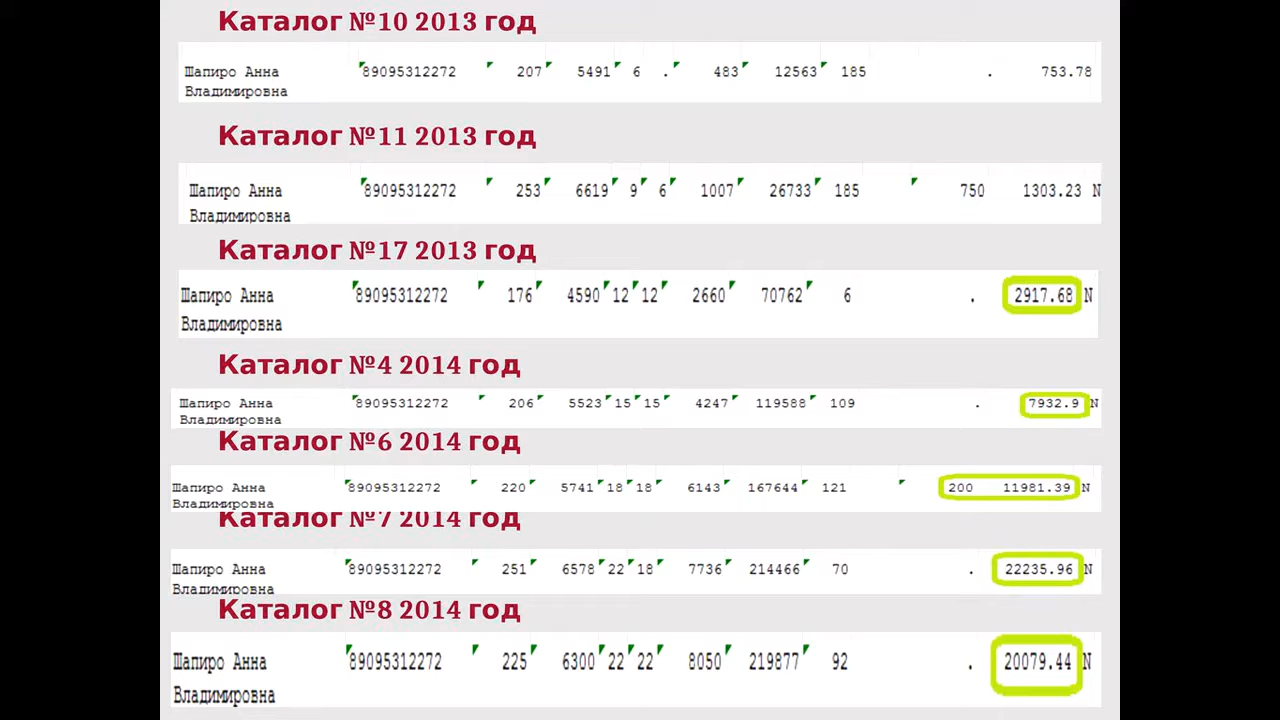 Каталог №10 2013 год
Шапиро Анна 89095312272 207 5491 6 . 483 12563 185 . 753.78
Владимировна
Каталог №11 2013 год
Шапиро Анна 89095312272 253 6619 9 6 1007 26733 185 750 1303.23 N
Владимировна
Каталог №17 2013 год
Шапиро Анна 89095312272 176 4590 12 12 2660 70762 6 . 2917.68 N
Владимировна
Каталог №4 2014 год
Шапиро Анна 89095312272 206 5523 15 15 4247 119588 109 . 7932.9 N
Владимировна
Каталог №6 2014 год
Шапиро Анна 89095312272 220 5741 18 18 6143 167644 121 200 11981.39 N
Владимировна
Каталог №7 2014 год
Шапиро Анна 89095312272 251 6578 22 18 7736 214466 70 . 22235.96 N
Владимировна
Каталог №8 2014 год
Шапиро Анна 89095312272 225 6300 22 22 8050 219877 92 . 20079.44 N
Владимировна